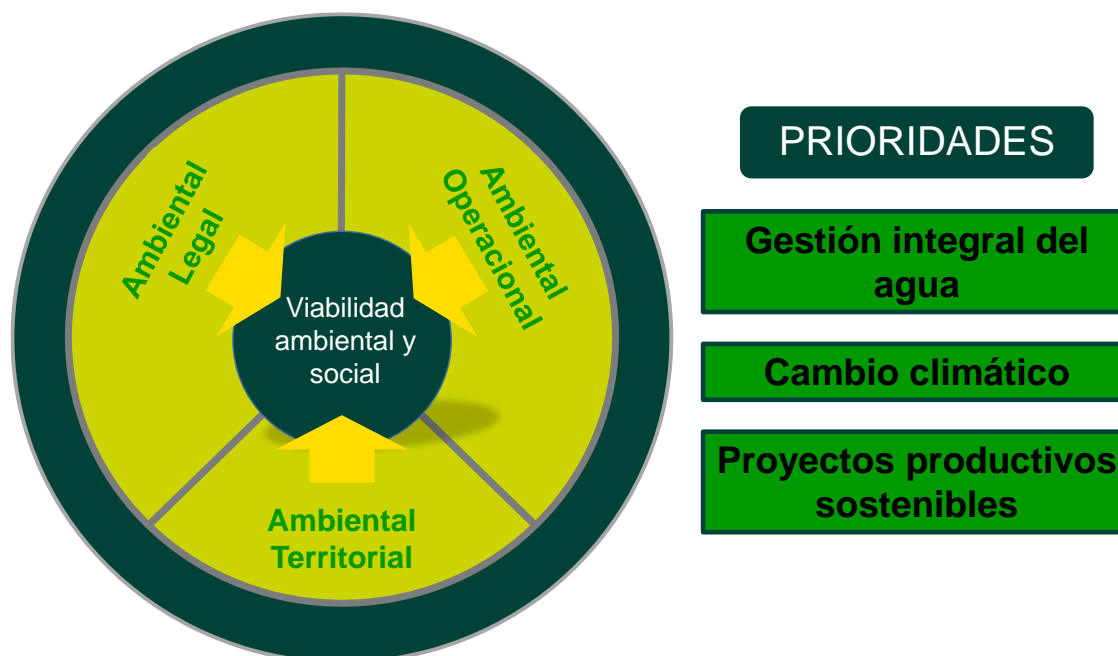 Ambiental
Legal
Ambiental
Operacional
Viabilidad
ambiental y
social
Ambiental
Territorial
PRIORIDADES
Gestión integral del
agua
Cambio climático
Proyectos productivos
sostenibles